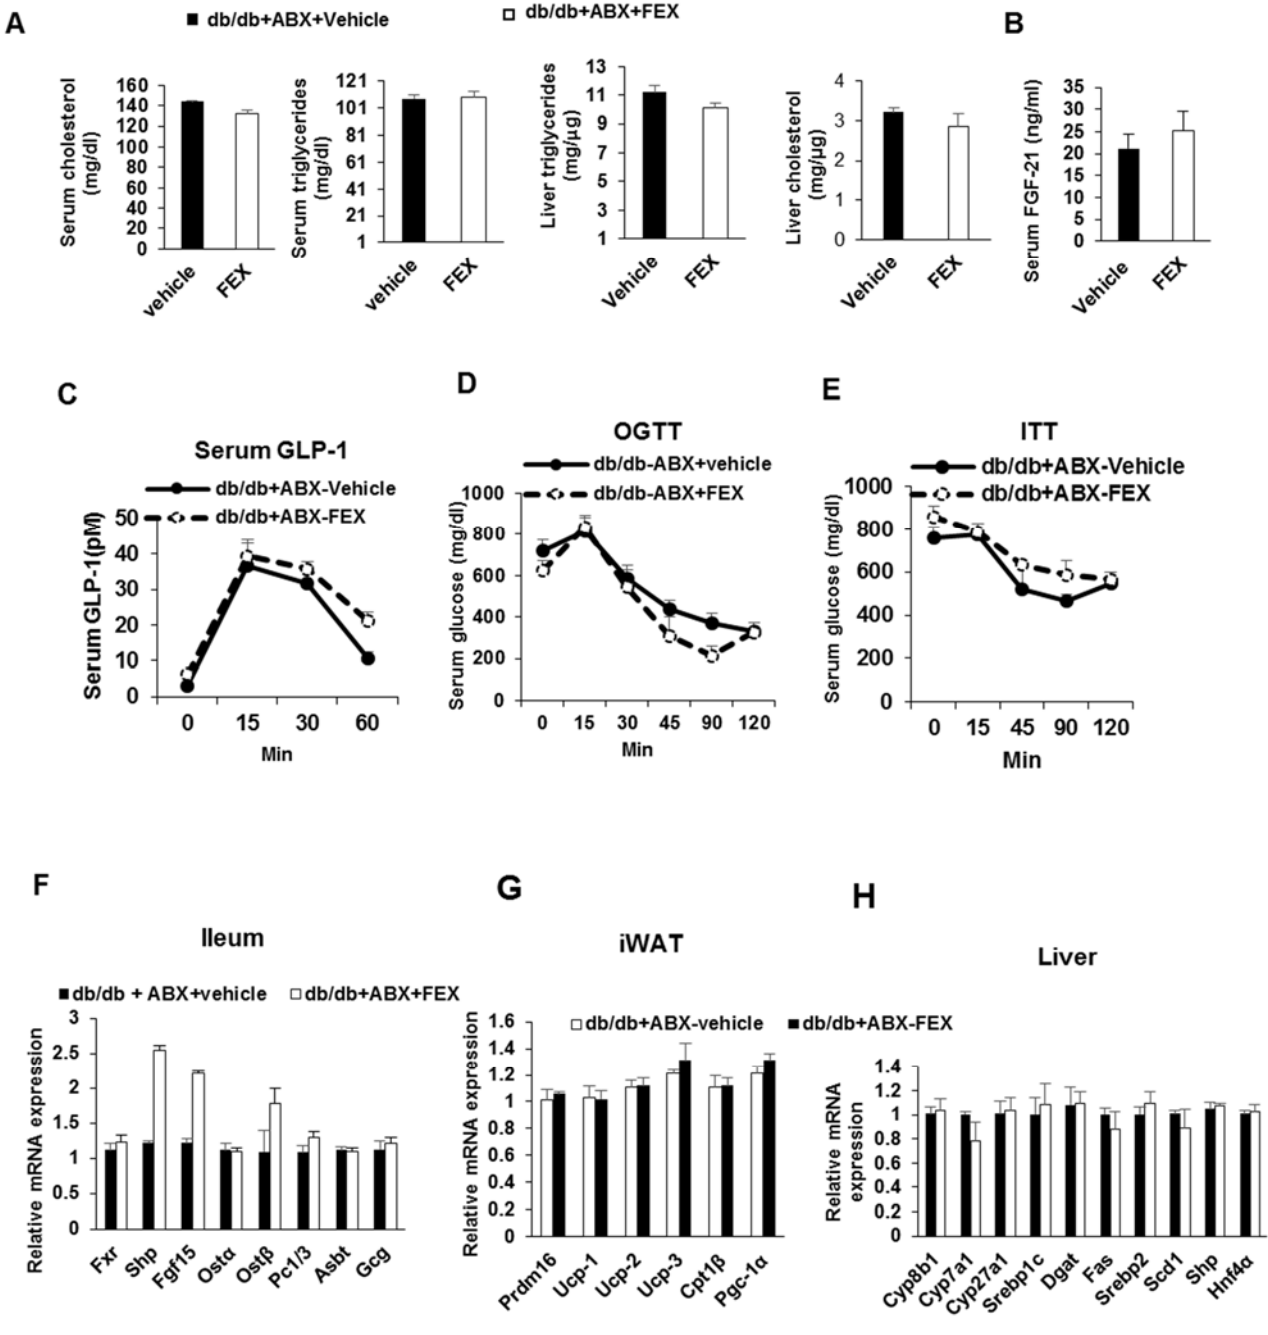 A
db/db+ABX+Vehicle
db/db+ABX+FEX
B
Serum cholesterol
(mg/dl)
160
140
120
100
80
60
40
20
0
vehicle
FEX
Serum triglycerides
(mg/dl)
121
101
81
61
41
21
1
vehicle
FEX
Liver triglycerides
(mg/µg)
13
11
9
7
5
3
1
Vehicle
FEX
Liver cholesterol
(mg/µg)
4
3
2
1
0
Vehicle
FEX
Serum FGF-21 (ng/ml)
35
30
25
20
15
10
5
0
Vehicle
FEX
C
Serum GLP-1
db/db+ABX-Vehicle
db/db+ABX-FEX
Serum GLP-1(pM)
50
40
30
20
10
0
0 15 30 60
Min
D
OGTT
db/db-ABX+vehicle
db/db-ABX+FEX
Serum glucose (mg/dl)
1000
800
600
400
200
0
0 15 30 45 90 120
Min
E
ITT
db/db+ABX-Vehicle
db/db+ABX-FEX
Serum glucose (mg/dl)
1000
800
600
400
200
0
0 15 45 90 120
Min
F
Ileum
db/db + ABX+vehicle
db/db+ABX+FEX
Relative mRNA expression
3
2.5
2
1.5
1
0.5
0
Fxr
Shp
Fgf15
Ostα
Ostβ
Pc1/3
Asbt
Gcg
G
iWAT
db/db+ABX-vehicle
db/db+ABX-FEX
Relative mRNA expression
1.6
1.4
1.2
1
0.8
0.6
0.4
0.2
0
Prdm16
Ucp-1
Ucp-2
Ucp-3
Cpt1β
Pgc-1α
H
Liver
Relative mRNA
expression
1.4
1.2
1
0.8
0.6
0.4
0.2
0
Cyp8b1
Cyp7a1
Cyp27a1
Srebp1c
Dgat
Fas
Srebp2
Scd1
Shp
Hnf4α